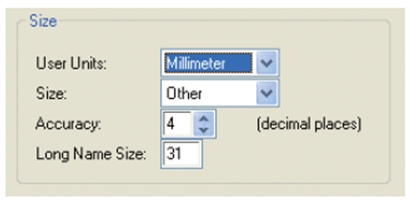 Size
User Units: Millimeter
Size: Other
Accuracy: 4 (decimal places)
Long Name Size: 31